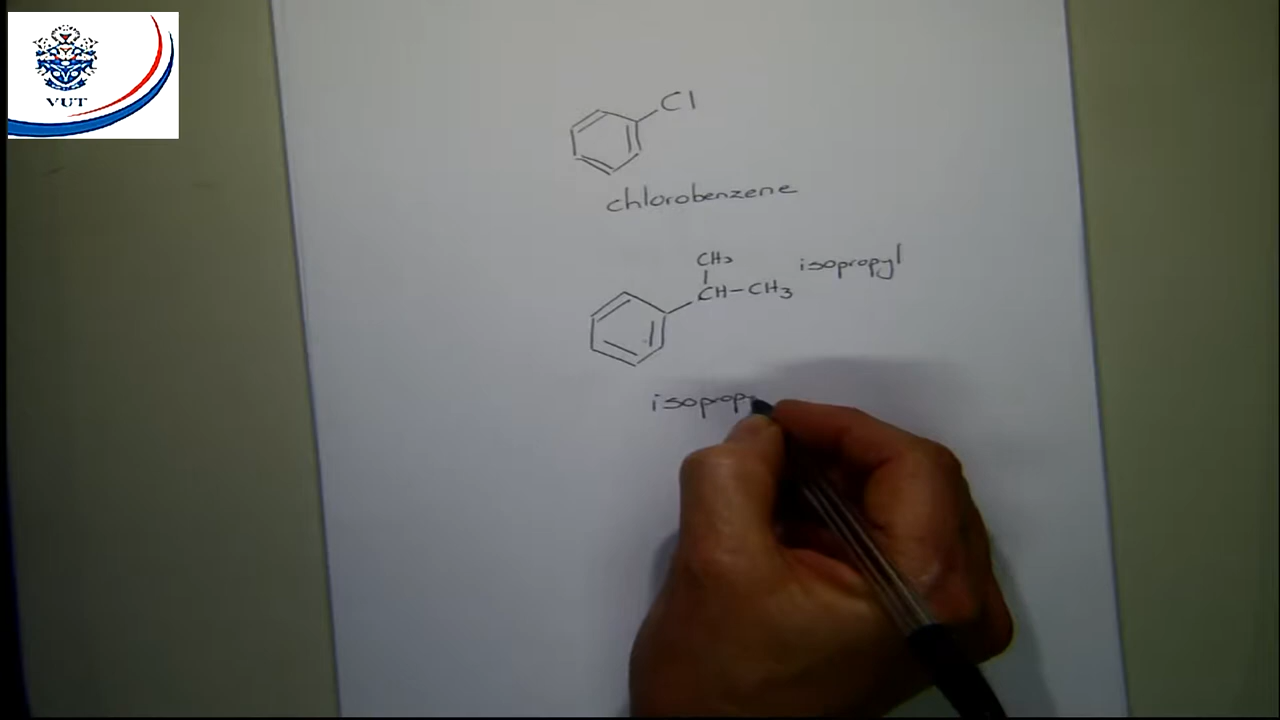 VUT
Cl
chlorobenzene
CH3
isopropyl
CH-CH3
isoprop